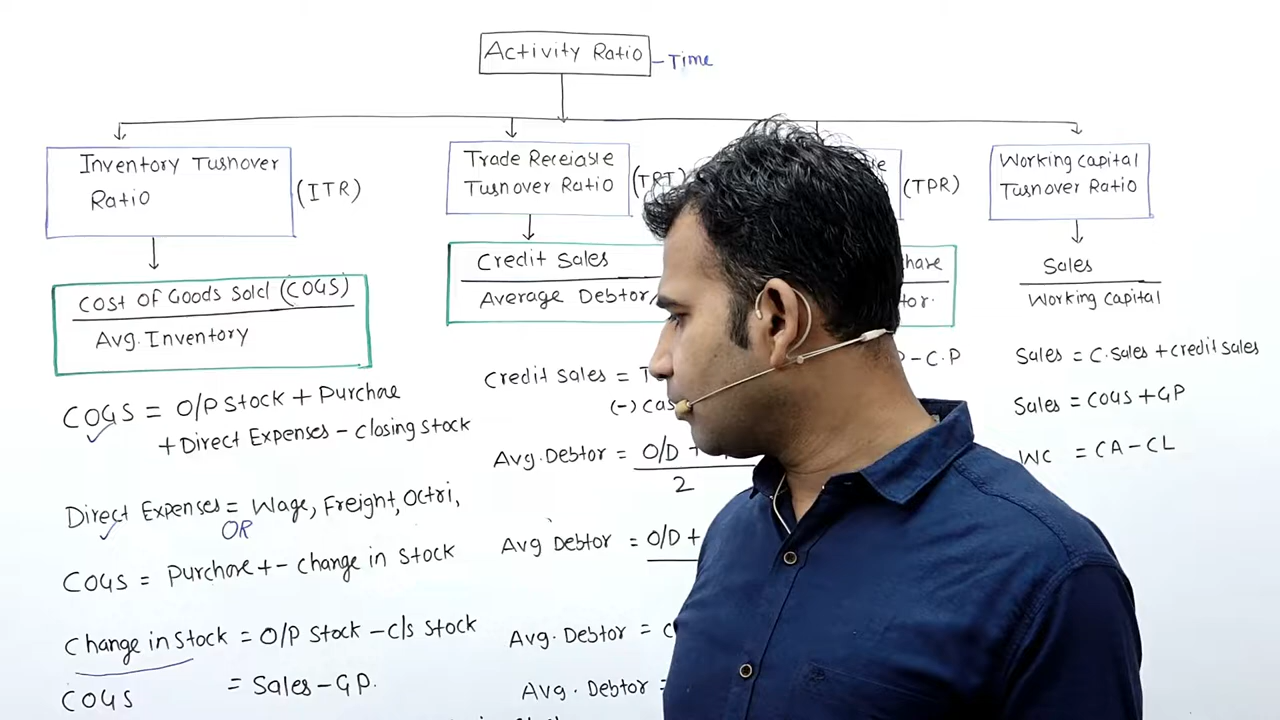 Activity Ratio
- Time
Inventory Tusnover
Ratio
(ITR)
Cost Of Goods Sold (COGS)
Avg. Inventory
COGS = O/P Stock + Purchase
+ Direct Expenses - closing stock
Direct Expenses = Wage, Freight, Octri,
OR
COGS = Purchase + - change in stock
Change in Stock = O/P Stock - c/s stock
COGS = Sales - GP.
Trade Receiable
Tusnover Ratio
(TRT)
Credit Sales
Average Debtor
Credit Sales =
(-)
Avg. Debtor = O/D +
2
Avg Debtor = O/D +
Avg. Debtor =
Avg. Debtor =
(TPR)
- C.P
Working capital
Tusnover Ratio
Sales
Working capital
Sales = C.Sales + credit Sales
Sales = COGS + GP
WC = CA - CL